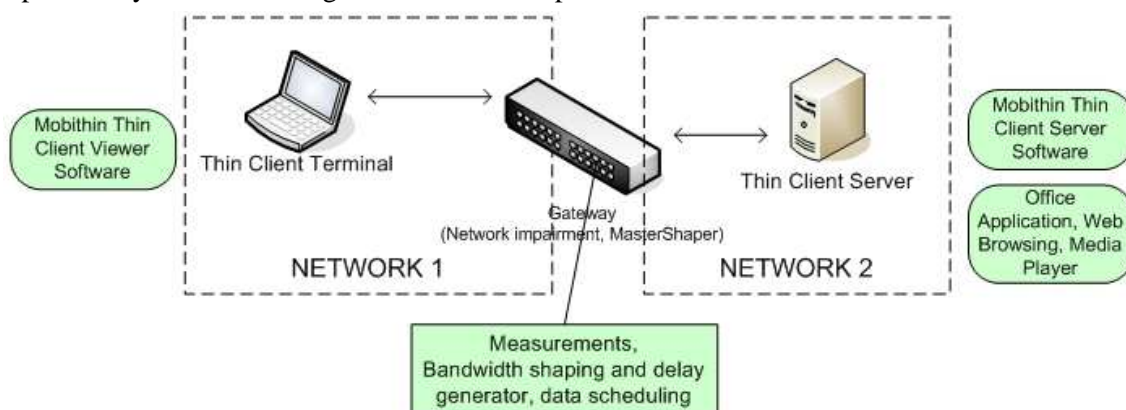 Mobithin Thin
Client Viewer
Software
Thin Client Terminal
Gateway
(Network impairment, MasterShaper)
NETWORK 1
Thin Client Server
NETWORK 2
Mobithin Thin
Client Server
Software
Office
Application, Web
Browsing, Media
Player
Measurements,
Bandwidth shaping and delay
generator, data scheduling